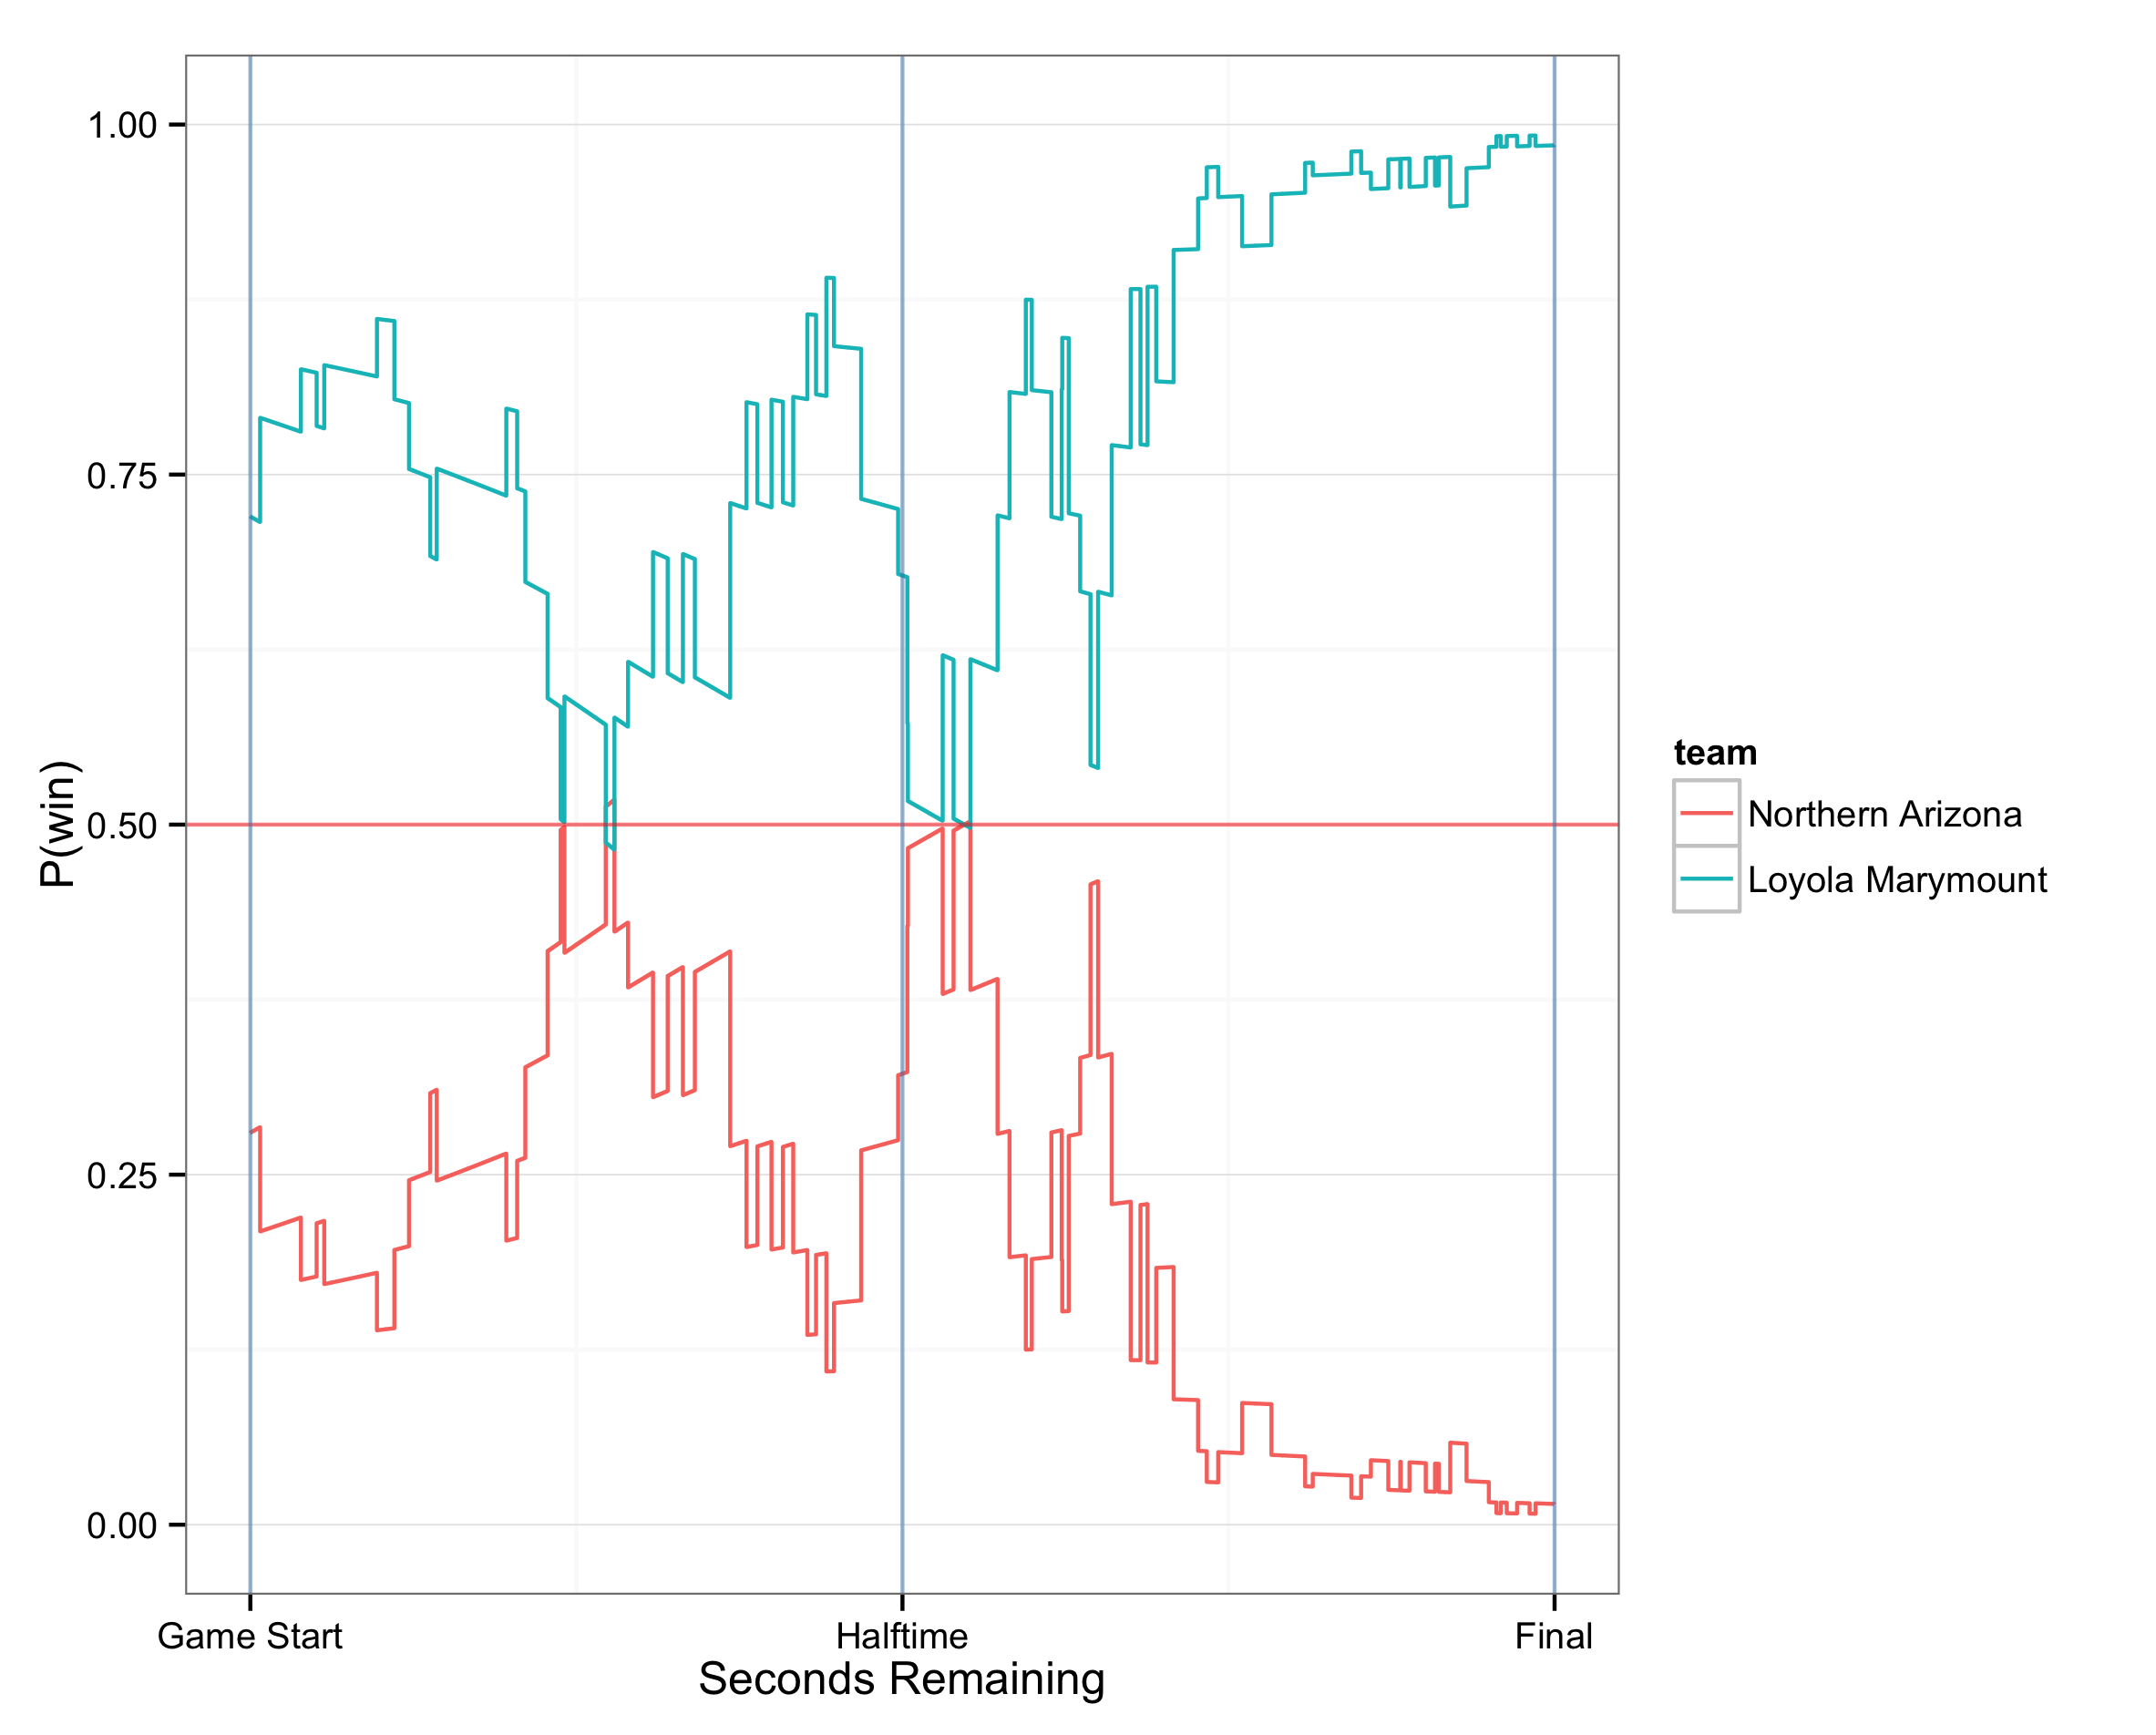 1.00
0.75
0.50
0.25
0.00
P(win)
Game Start
Halftime
Final
Seconds Remaining
team
Northern Arizona
Loyola Marymount